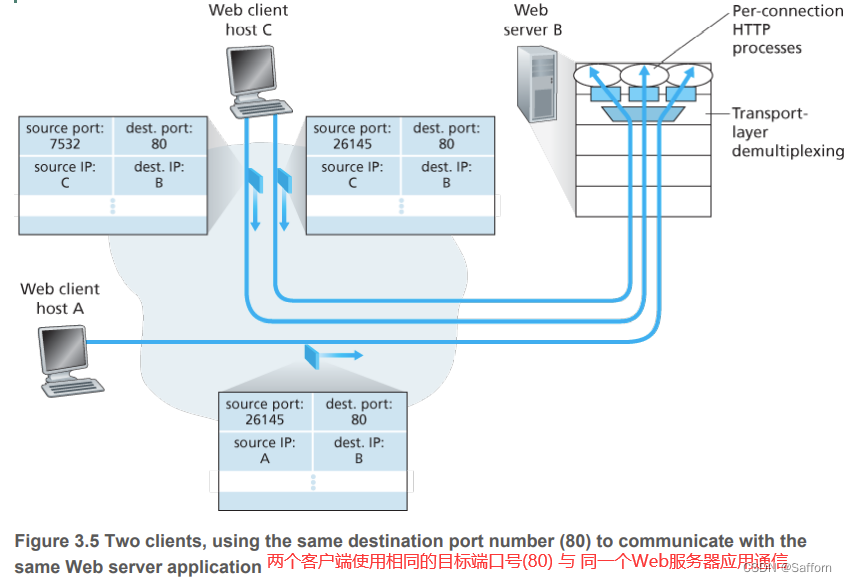 Web client
host C
Web
server B
Per-connection
HTTP
processes
Transport-
layer
demultiplexing
source port:
7532
dest. port:
80
source IP:
C
dest. IP:
B
source port:
26145
dest. port:
80
source IP:
C
dest. IP:
B
Web client
host A
source port:
26145
dest. port:
80
source IP:
A
dest. IP:
B
Figure 3.5 Two clients, using the same destination port number (80) to communicate with the
same Web server application 两个客户端使用相同的目标端口号(80) 与 同一个Web服务器应用通信
CSDN @Safforn